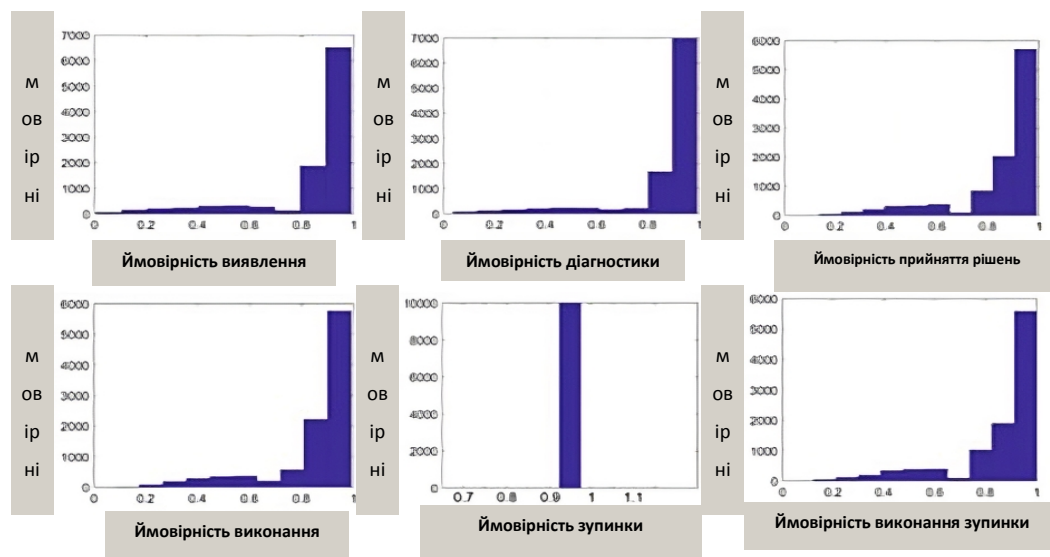 м
ов
ір
ні
7000
6000
5000
4000
3000
2000
1000
0
0 0.2 0.4 0.6 0.8 1
Ймовірність виявлення
м
ов
ір
ні
7000
6000
5000
4000
3000
2000
1000
0
0 0.2 0.4 0.6 0.8 1
Ймовірність діагностики
м
ов
ір
ні
6000
5000
4000
3000
2000
1000
0
0 0.2 0.4 0.6 0.8 1
Ймовірність прийняття рішень
м
ов
ір
ні
6000
5000
4000
3000
2000
1000
0
0 0.2 0.4 0.6 0.8 1
Ймовірність виконання
м
ов
ір
ні
10000
8000
6000
4000
2000
0
0.7 0.8 0.9 1 1.1
Ймовірність зупинки
м
ов
ір
ні
6000
5000
4000
3000
2000
1000
0
0 0.2 0.4 0.6 0.8 1
Ймовірність виконання зупинки